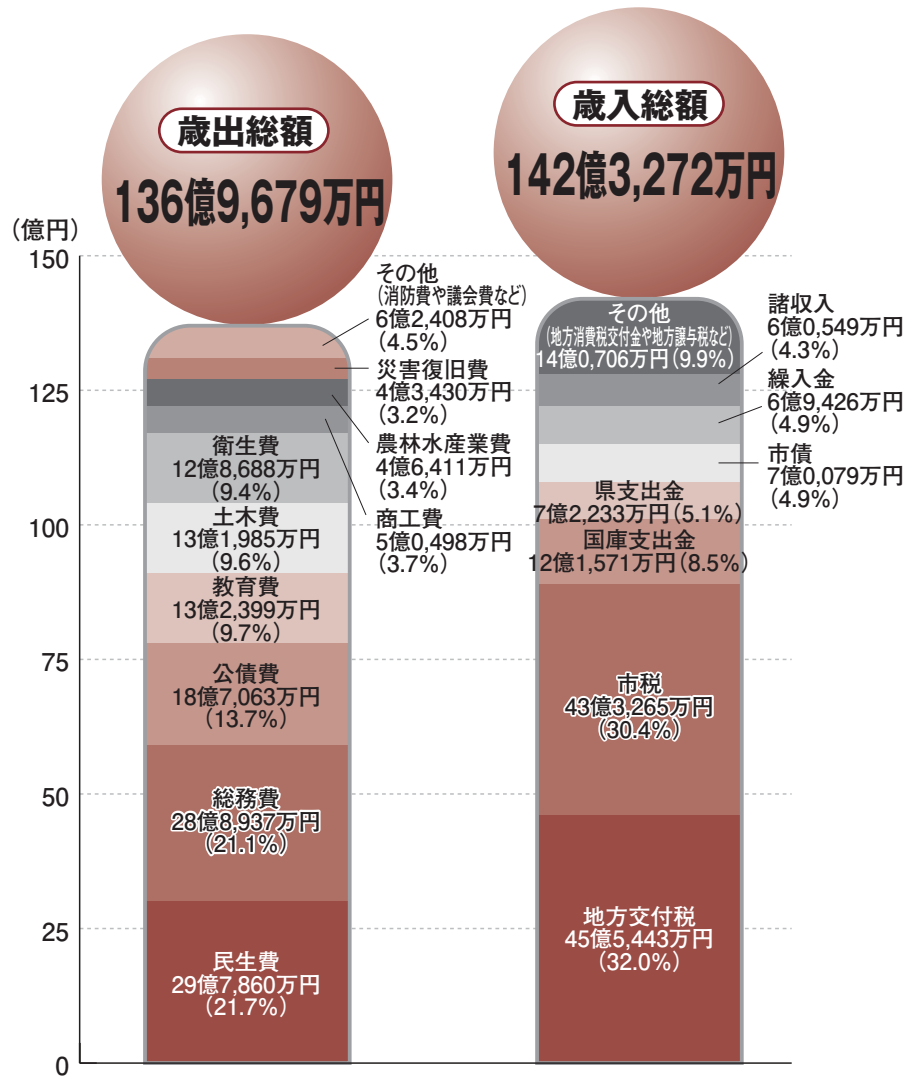 歳出総額
136億9,679万円
歳入総額
142億3,272万円
(億円)
150
125
100
75
50
25
0
その他
(消防費や議会費など)
6億2,408万円
(4.5%)
災害復旧費
4億3,430万円
(3.2%)
農林水産業費
4億6,411万円
(3.4%)
商工費
5億0,498万円
(3.7%)
衛生費
12億8,688万円
(9.4%)
土木費
13億1,985万円
(9.6%)
教育費
13億2,399万円
(9.7%)
公債費
18億7,063万円
(13.7%)
総務費
28億8,937万円
(21.1%)
民生費
29億7,860万円
(21.7%)
その他
(地方消費税交付金や地方譲与税など)
14億0,706万円(9.9%)
諸収入
6億0,549万円
(4.3%)
繰入金
6億9,426万円
(4.9%)
市債
7億0,079万円
(4.9%)
県支出金
7億2,233万円(5.1%)
国庫支出金
12億1,571万円(8.5%)
市税
43億3,265万円
(30.4%)
地方交付税
45億5,443万円
(32.0%)